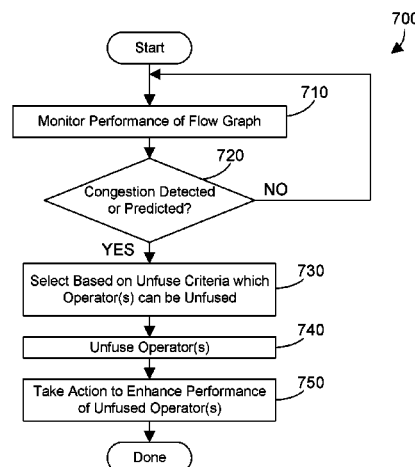 700
Start
710
Monitor Performance of Flow Graph
720
Congestion Detected
or Predicted?
NO
YES
730
Select Based on Unfuse Criteria which
Operator(s) can be Unfused
740
Unfuse Operator(s)
750
Take Action to Enhance Performance
of Unfused Operator(s)
Done